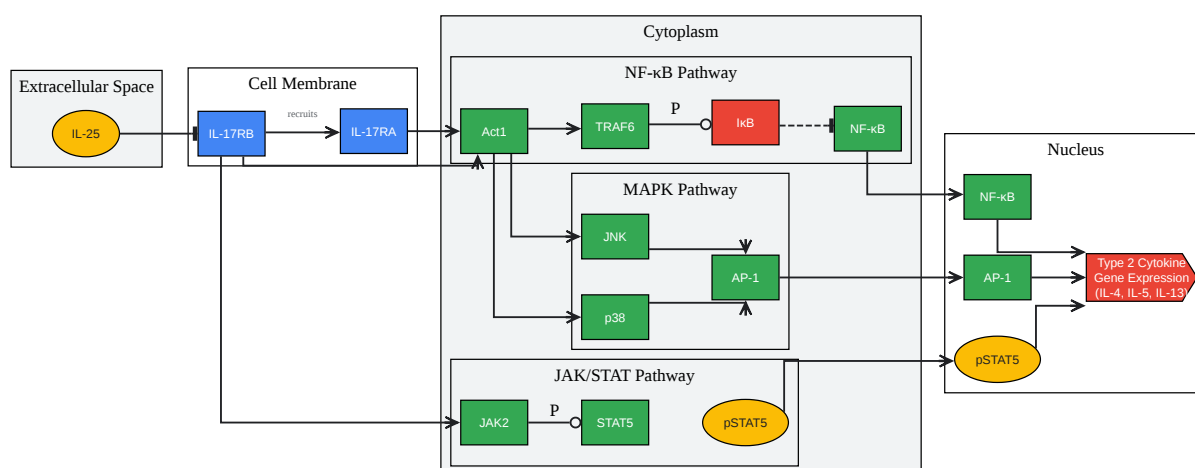 Cytoplasm
NF-κB Pathway
Extracellular Space
Cell Membrane
IL-25
IL-17RB
recruits
IL-17RA
Act1
TRAF6
P
IκB
NF-κB
Nucleus
MAPK Pathway
JNK
AP-1
p38
NF-κB
AP-1
Type 2 Cytokine
Gene Expression
(IL-4, IL-5, IL-13)
pSTAT5
JAK/STAT Pathway
JAK2
P
STAT5
pSTAT5